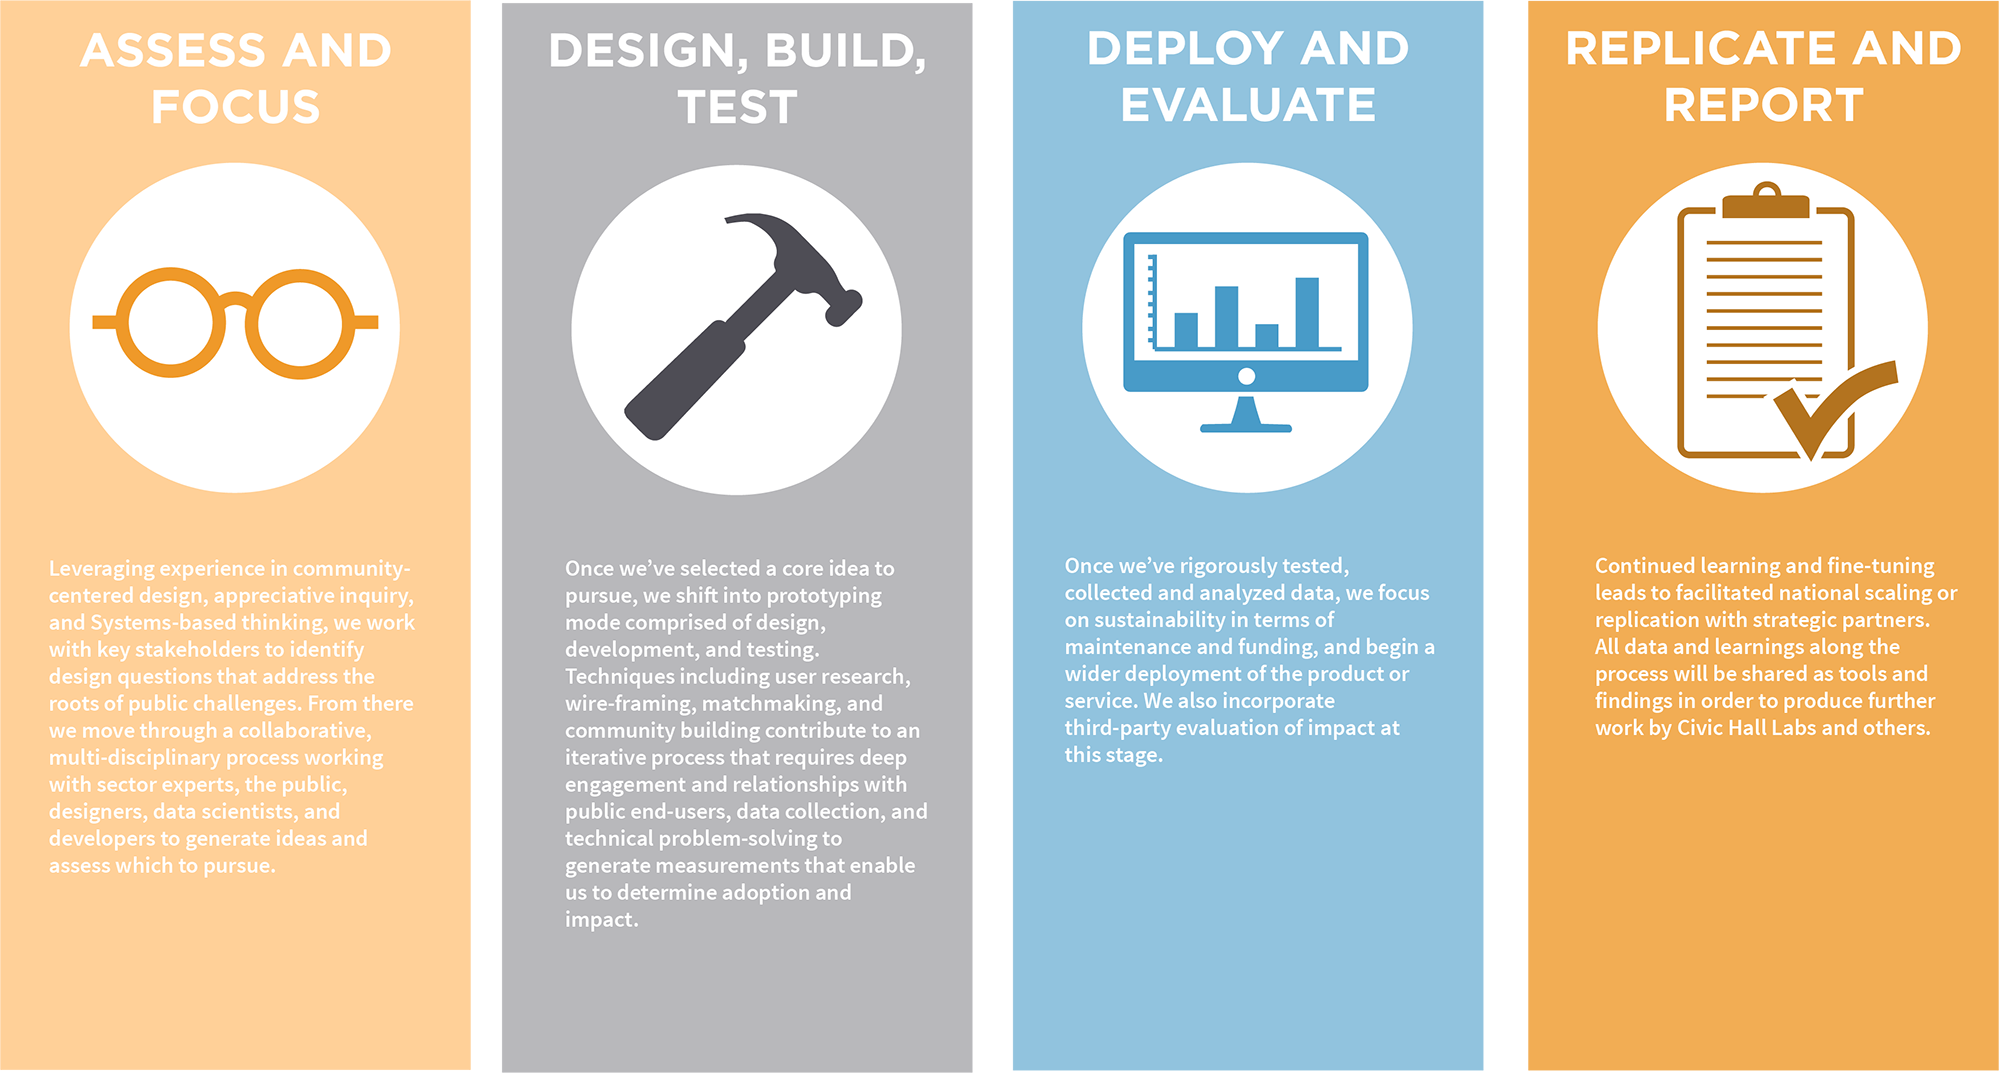 ASSESS AND
FOCUS
Leveraging experience in community-
centered design, appreciative inquiry,
and Systems-based thinking, we work
with key stakeholders to identify
design questions that address the
roots of public challenges. From there
we move through a collaborative,
multi-disciplinary process working
with sector experts, the public,
designers, data scientists, and
developers to generate ideas and
assess which to pursue.
DESIGN, BUILD,
TEST
Once we’ve selected a core idea to
pursue, we shift into prototyping
mode comprised of design,
development, and testing.
Techniques including user research,
wire-framing, matchmaking, and
community building contribute to an
iterative process that requires deep
engagement and relationships with
public end-users, data collection, and
technical problem-solving to
generate measurements that enable
us to determine adoption and
impact.
DEPLOY AND
EVALUATE
Once we’ve rigorously tested,
collected and analyzed data, we focus
on sustainability in terms of
maintenance and funding, and begin a
wider deployment of the product or
service. We also incorporate
third-party evaluation of impact at
this stage.
REPLICATE AND
REPORT
Continued learning and fine-tuning
leads to facilitated national scaling or
replication with strategic partners.
All data and learnings along the
process will be shared as tools and
findings in order to produce further
work by Civic Hall Labs and others.